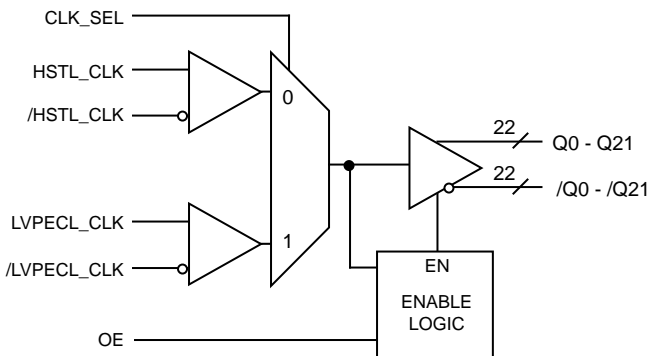 CLK_SEL
HSTL_CLK
/HSTL_CLK
0
22
Q0 - Q21
22
/Q0 - /Q21
LVPECL_CLK
1
/LVPECL_CLK
EN
ENABLE
LOGIC
OE